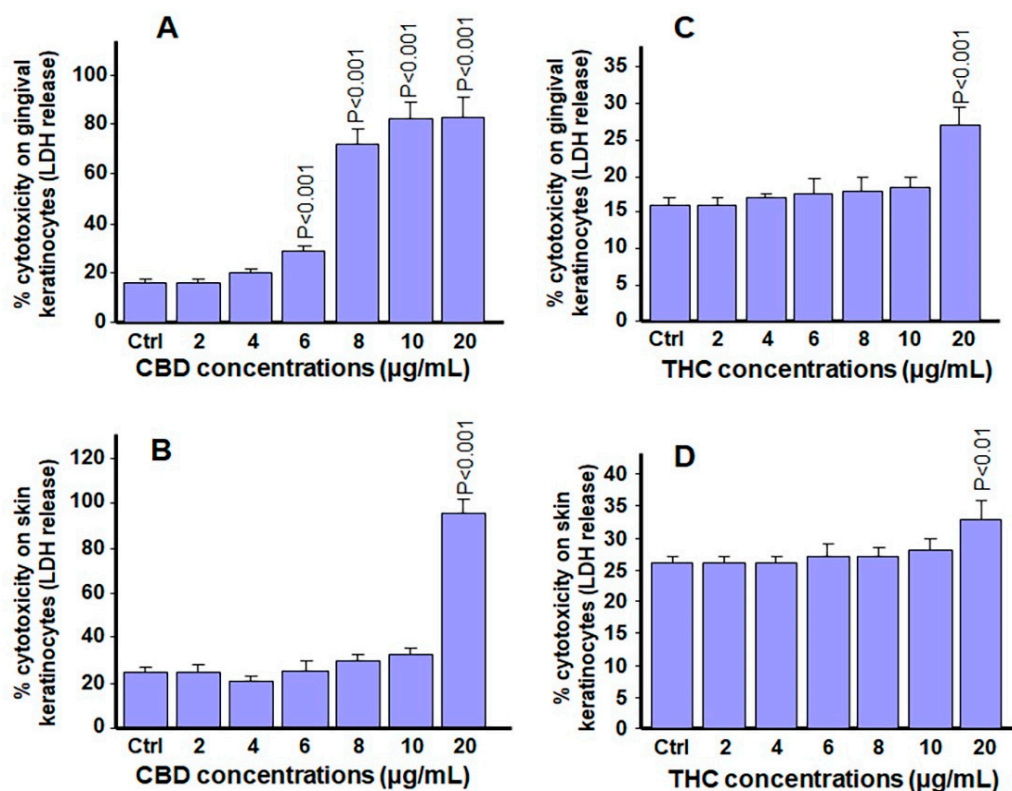 A
% cytotoxicity on gingival
keratinocytes (LDH release)
100
80
60
40
20
0
P<0.001
P<0.001
P<0.001
P<0.001
Ctrl 2 4 6 8 10 20
CBD concentrations (µg/mL)
C
% cytotoxicity on gingival
keratinocytes (LDH release)
35
30
25
20
15
10
5
0
P<0.001
Ctrl 2 4 6 8 10 20
THC concentrations (µg/mL)
B
% cytotoxicity on skin
keratinocytes (LDH release)
120
100
80
60
40
20
0
P<0.001
Ctrl 2 4 6 8 10 20
CBD concentrations (µg/mL)
D
% cytotoxicity on skin
keratinocytes (LDH release)
40
35
30
25
20
15
10
5
0
P<0.01
Ctrl 2 4 6 8 10 20
THC concentrations (µg/mL)